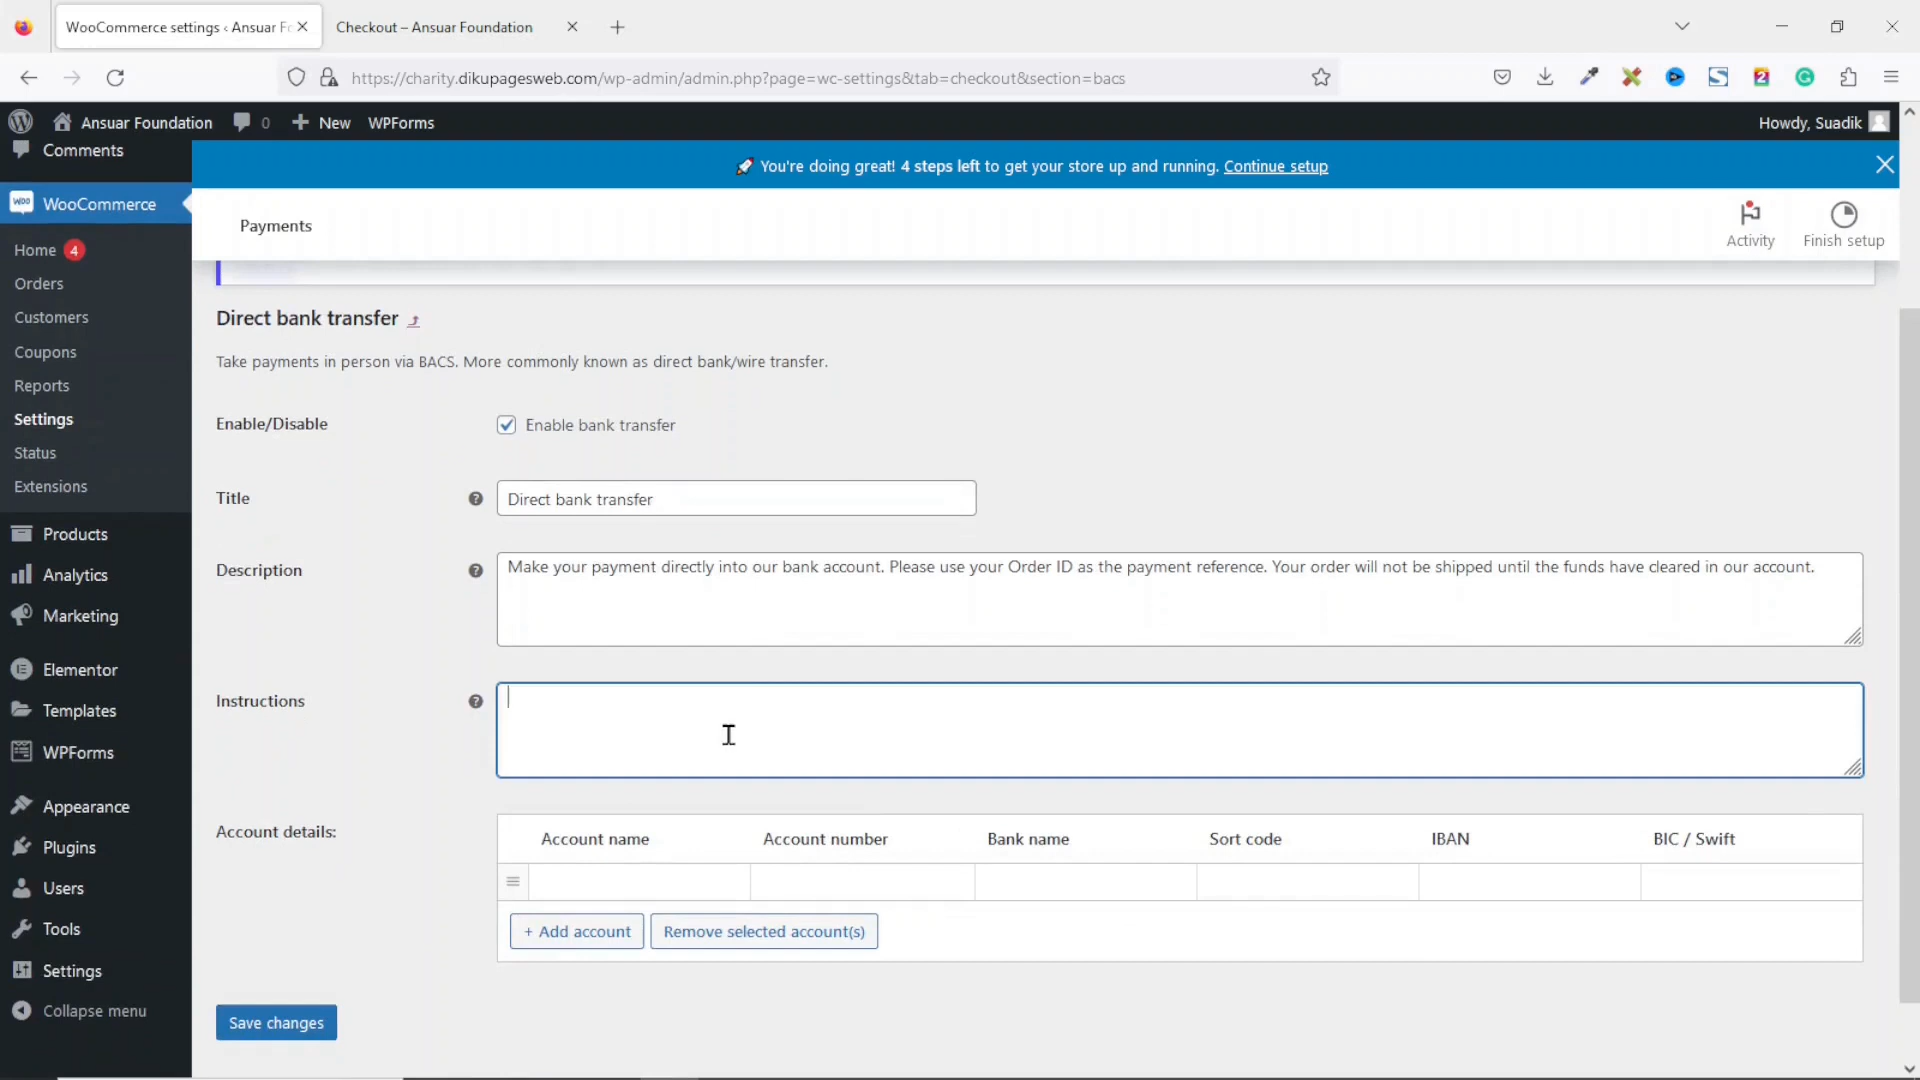 WooCommerce settings ‹ Ansuar Fo
Checkout – Ansuar Foundation
https://charity.dikupagesweb.com/wp-admin/admin.php?page=wc-settings&tab=checkout&section=bacs
Ansuar Foundation
0
New
WPForms
Howdy, Suadik
Comments
🚀 You're doing great! 4 steps left to get your store up and running. Continue setup
WooCommerce
Payments
Activity
Finish setup
Home 4
Orders
Customers
Coupons
Reports
Settings
Status
Extensions
Products
Analytics
Marketing
Elementor
Templates
WPForms
Appearance
Plugins
Users
Tools
Settings
Collapse menu
Direct bank transfer
Take payments in person via BACS. More commonly known as direct bank/wire transfer.
Enable/Disable
Enable bank transfer
Title
Direct bank transfer
Description
Make your payment directly into our bank account. Please use your Order ID as the payment reference. Your order will not be shipped until the funds have cleared in our account.
Instructions
Account details:
Account name Account number Bank name Sort code IBAN BIC / Swift
+ Add account Remove selected account(s)
Save changes